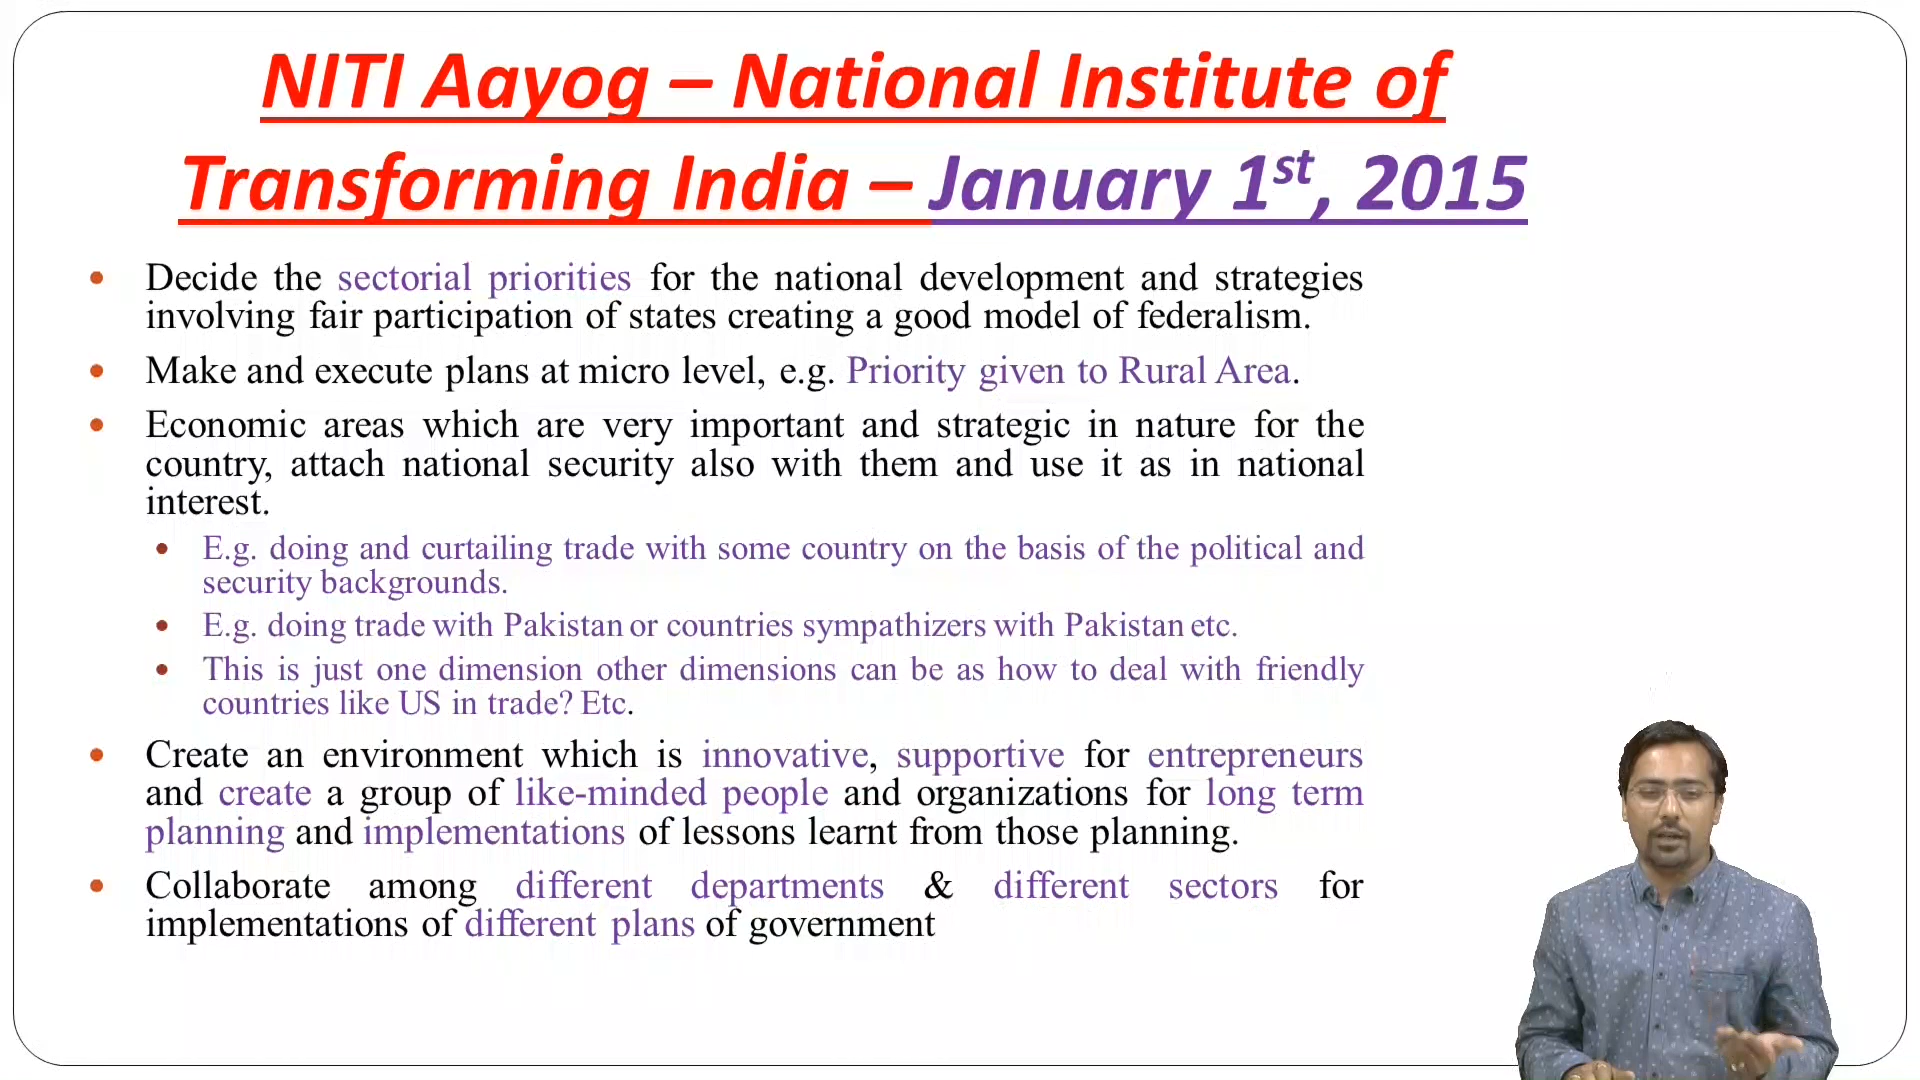 NITI Aayog – National Institute of
Transforming India – January 1st, 2015
• Decide the sectorial priorities for the national development and strategies
involving fair participation of states creating a good model of federalism.
• Make and execute plans at micro level, e.g. Priority given to Rural Area.
• Economic areas which are very important and strategic in nature for the
country, attach national security also with them and use it as in national
interest.
• E.g. doing and curtailing trade with some country on the basis of the political and
security backgrounds.
• E.g. doing trade with Pakistan or countries sympathizers with Pakistan etc.
• This is just one dimension other dimensions can be as how to deal with friendly
countries like US in trade? Etc.
• Create an environment which is innovative, supportive for entrepreneurs
and create a group of like-minded people and organizations for long term
planning and implementations of lessons learnt from those planning.
• Collaborate among different departments & different sectors for
implementations of different plans of government